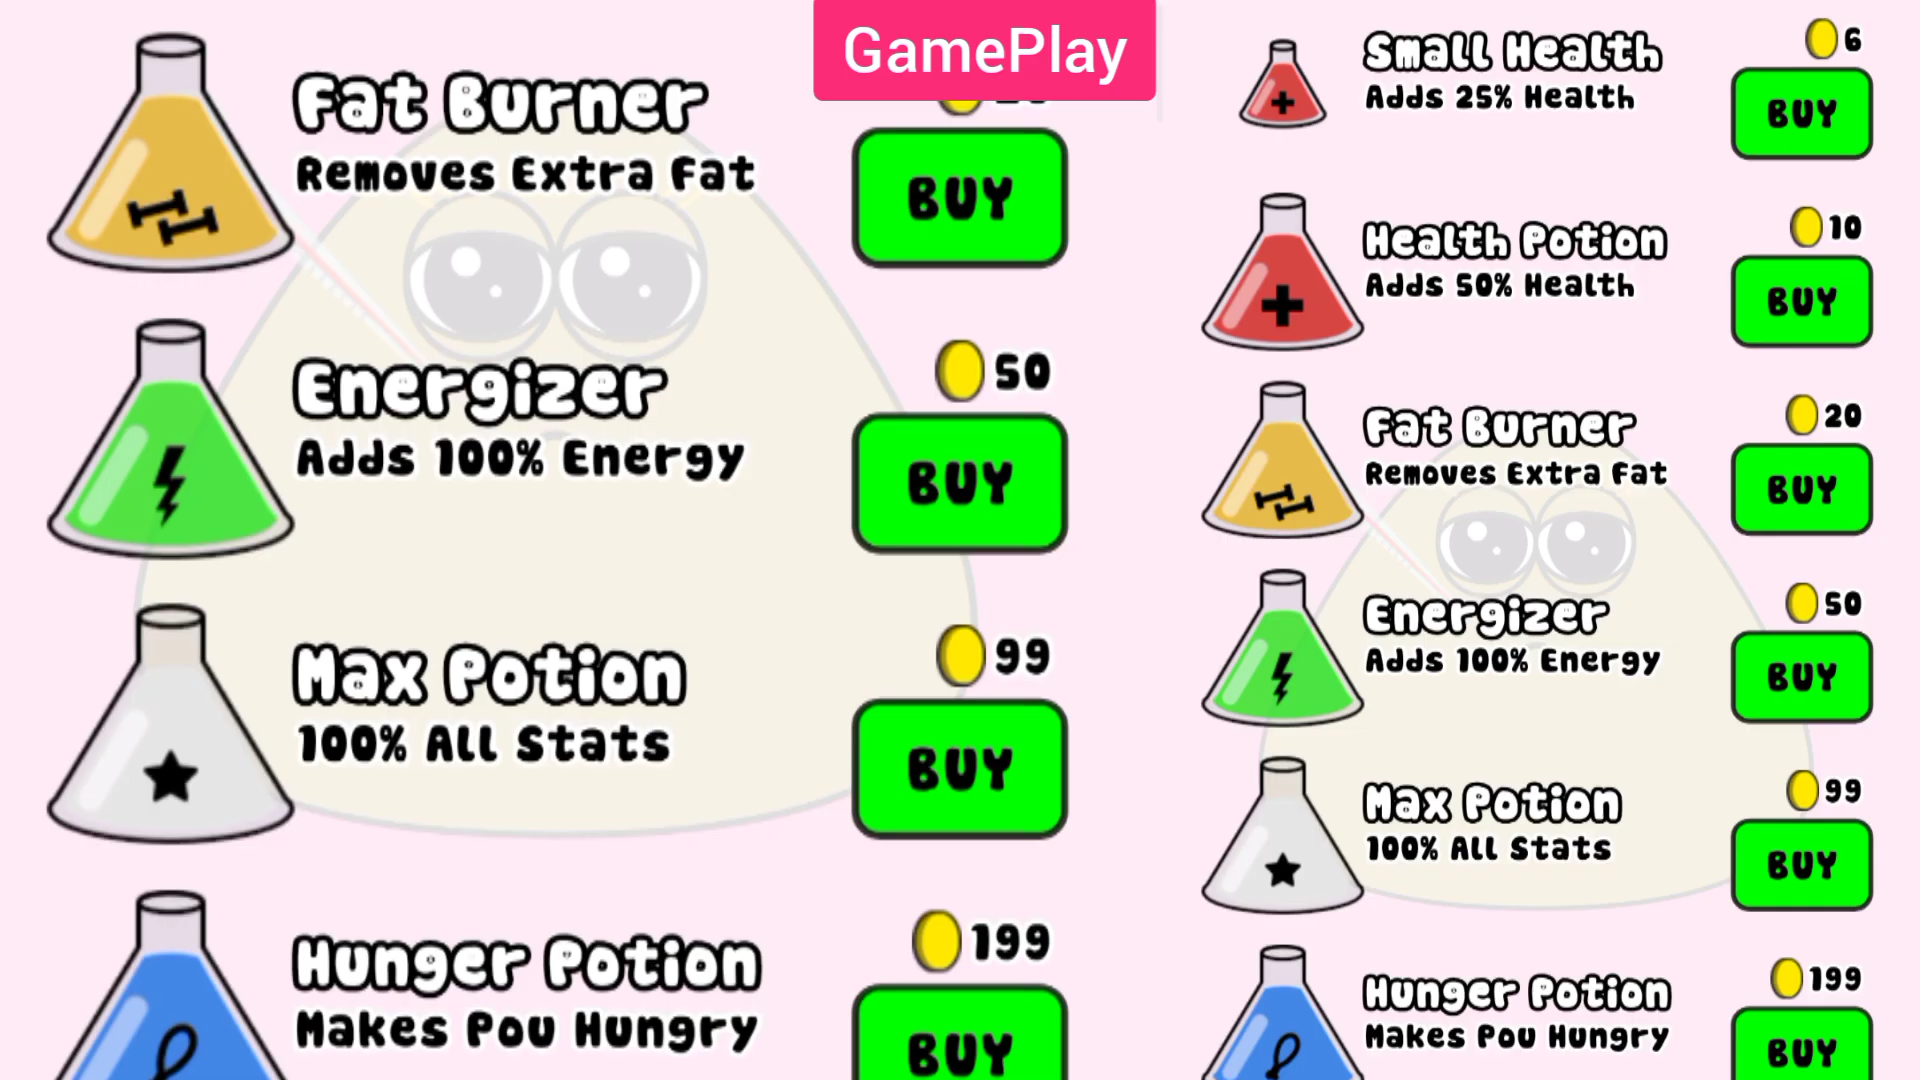 GamePlay
Fat Burner
Removes Extra Fat
BUY
Energizer
Adds 100% Energy
50
BUY
Max Potion
100% All Stats
99
BUY
Hunger Potion
Makes Pou Hungry
199
BUY
Small Health
Adds 25% Health
6
BUY
Health Potion
Adds 50% Health
10
BUY
Fat Burner
Removes Extra Fat
20
BUY
Energizer
Adds 100% Energy
50
BUY
Max Potion
100% All Stats
99
BUY
Hunger Potion
Makes Pou Hungry
199
BUY